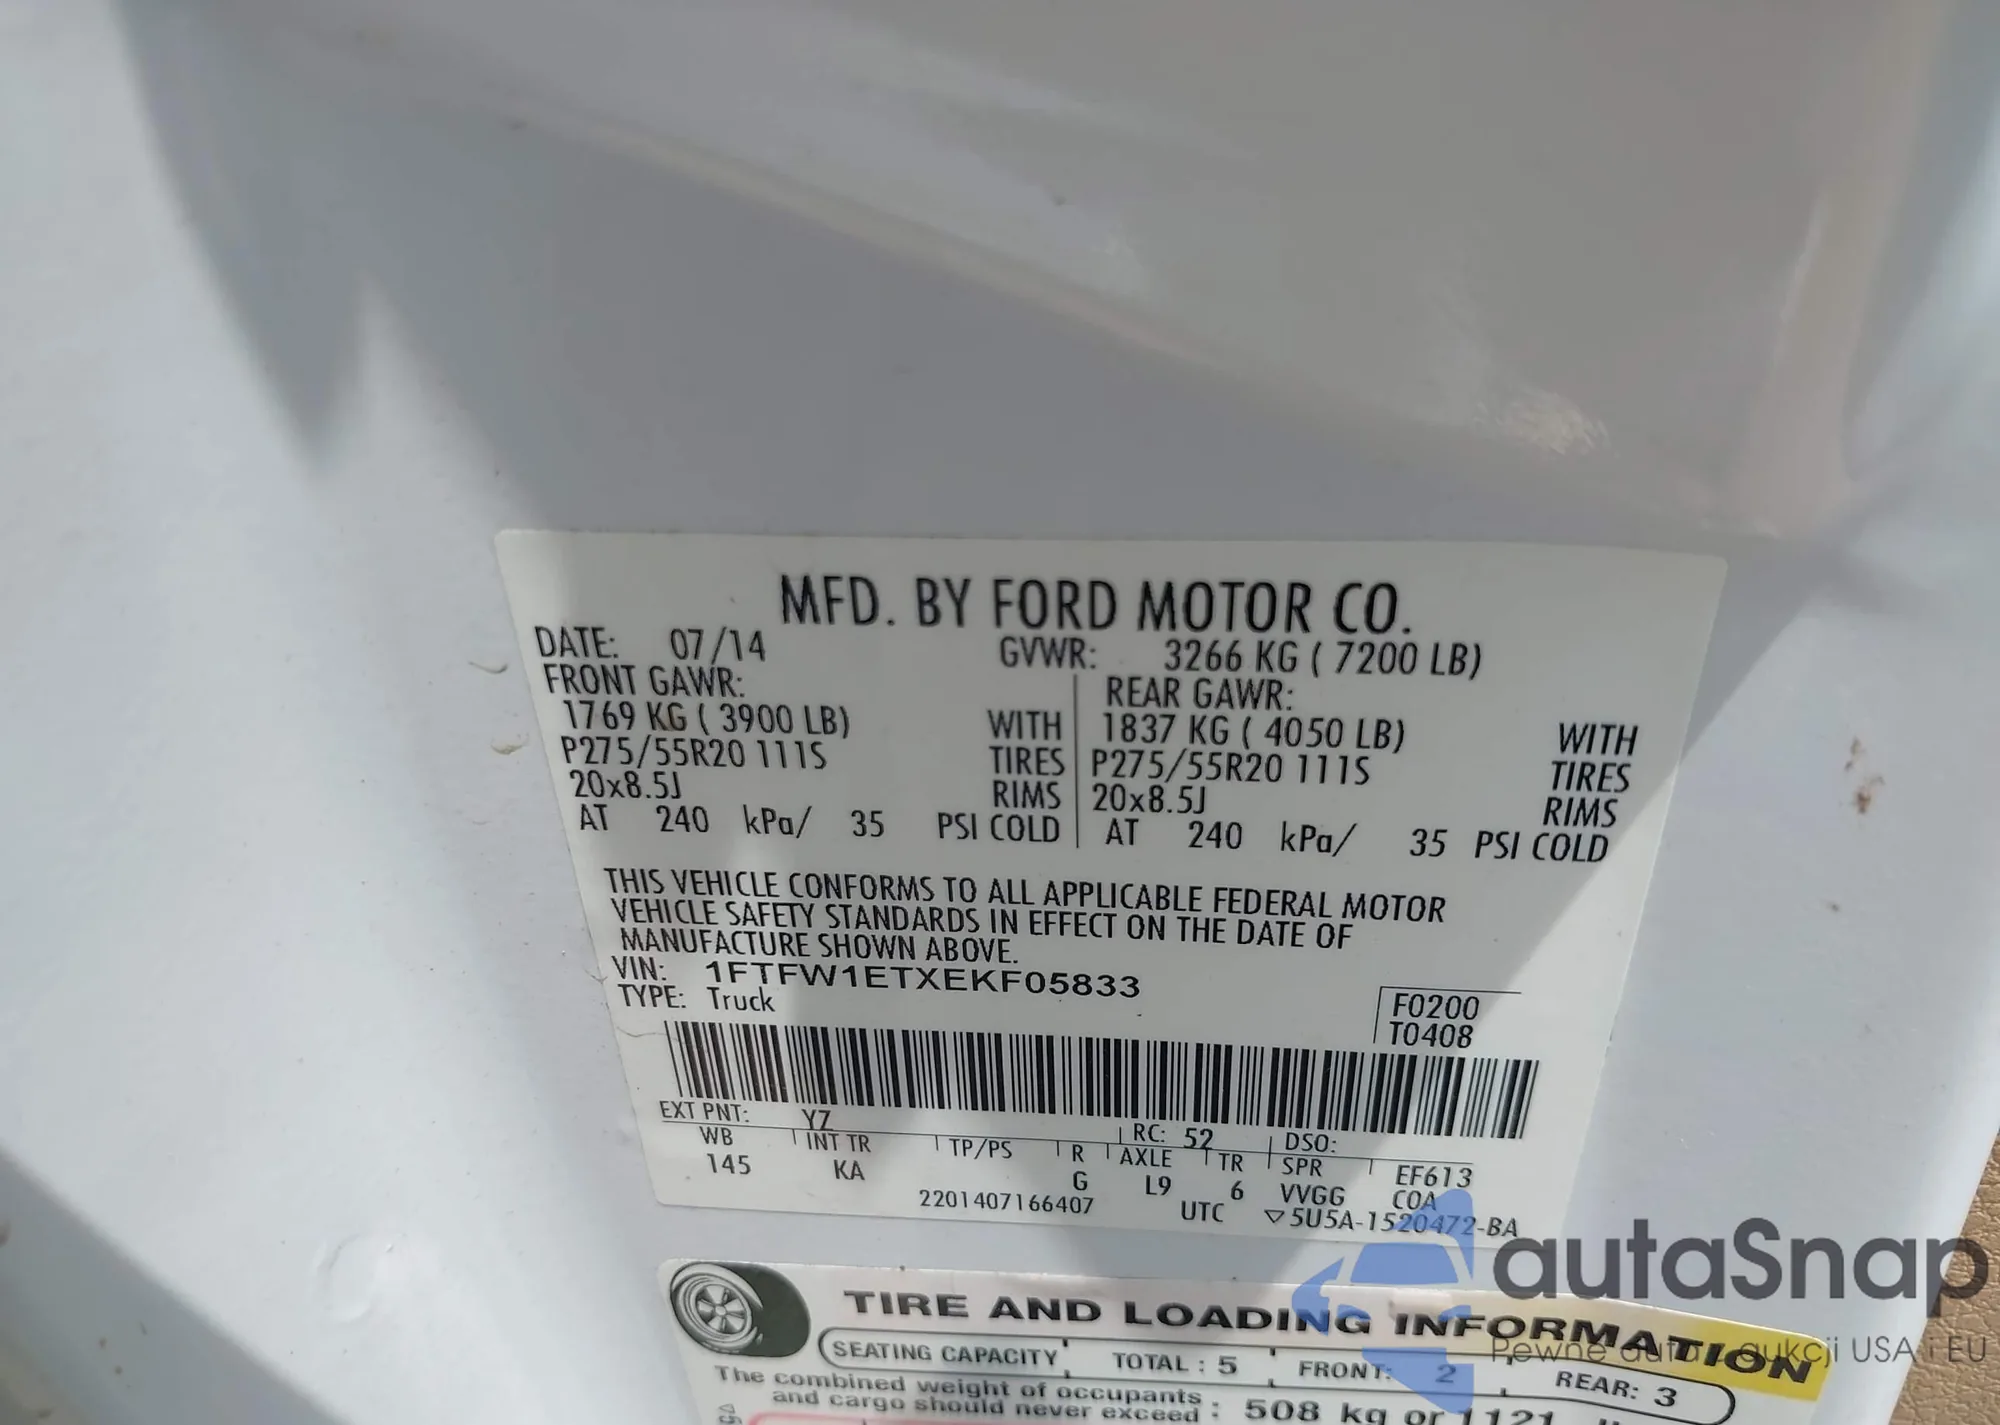 MFD. BY FORD MOTOR CO.
DATE: 07/14 GVWR: 3266 KG ( 7200 LB)
FRONT GAWR: REAR GAWR:
1769 KG ( 3900 LB) WITH 1837 KG ( 4050 LB) WITH
P275/55R20 111S TIRES P275/55R20 111S TIRES
20x8.5J RIMS 20x8.5J RIMS
AT 240 kPa/ 35 PSI COLD AT 240 kPa/ 35 PSI COLD
THIS VEHICLE CONFORMS TO ALL APPLICABLE FEDERAL MOTOR
VEHICLE SAFETY STANDARDS IN EFFECT ON THE DATE OF
MANUFACTURE SHOWN ABOVE.
VIN: 1FTFW1ETXEKF05833
TYPE: Truck F0200
T0408
EXT PNT: YZ RC: 52 DSO:
WB INT TR TP/PS R AXLE TR SPR EF613
145 KA G L9 6 VVGG COA
2201407166407 UTC ▽5U5A-1520472-BA
autaSnap
Pewne auta z aukcji USA i EU
TIRE AND LOADING INFORMATION
SEATING CAPACITY TOTAL : 5 FRONT: 2 REAR: 3
The combined weight of occupants
and cargo should never exceed : 508 kg or 1121